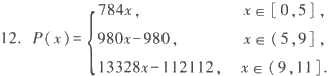 12. P(x)= { 784x, x∈[0,5],
980x-980, x∈(5,9],
13328x-112112, x∈(9,11].